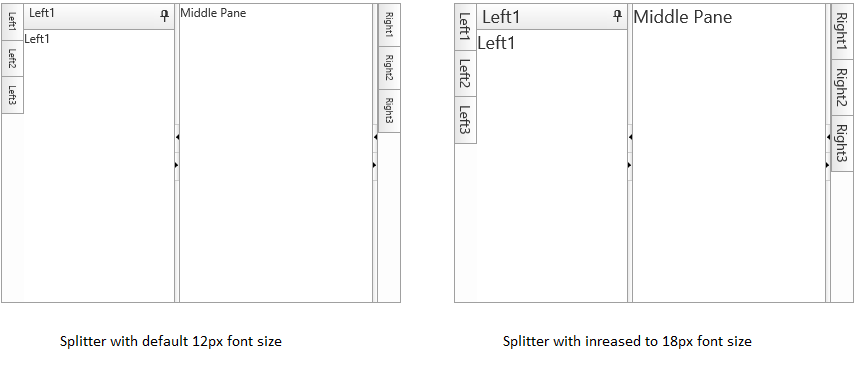 Left1
Left2
Left3
Left1
Left1
Middle Pane
Right1
Right2
Right3
Left1
Left2
Left3
Left1
Left1
Middle Pane
Right1
Right2
Right3
Splitter with default 12px font size
Splitter with inreased to 18px font size